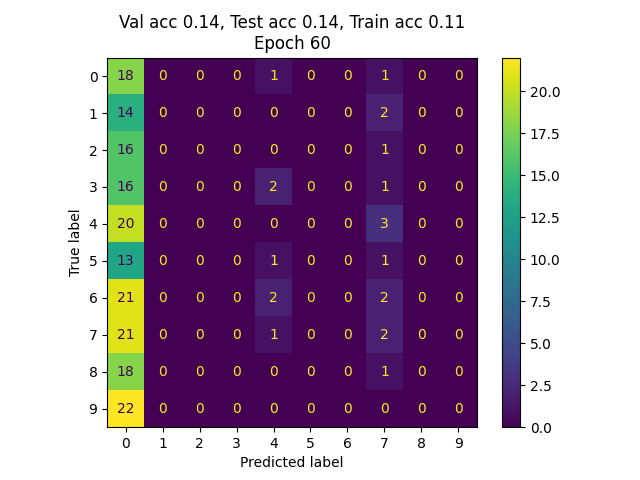 Val acc 0.14, Test acc 0.14, Train acc 0.11
Epoch 60
True label
0 18 0 0 0 1 0 0 1 0 0
1 14 0 0 0 0 0 0 2 0 0
2 16 0 0 0 0 0 0 1 0 0
3 16 0 0 0 2 0 0 1 0 0
4 20 0 0 0 0 0 0 3 0 0
5 13 0 0 0 1 0 0 1 0 0
6 21 0 0 0 2 0 0 2 0 0
7 21 0 0 0 1 0 0 2 0 0
8 18 0 0 0 0 0 0 1 0 0
9 22 0 0 0 0 0 0 0 0 0
0 1 2 3 4 5 6 7 8 9
Predicted label
20.0
17.5
15.0
12.5
10.0
7.5
5.0
2.5
0.0